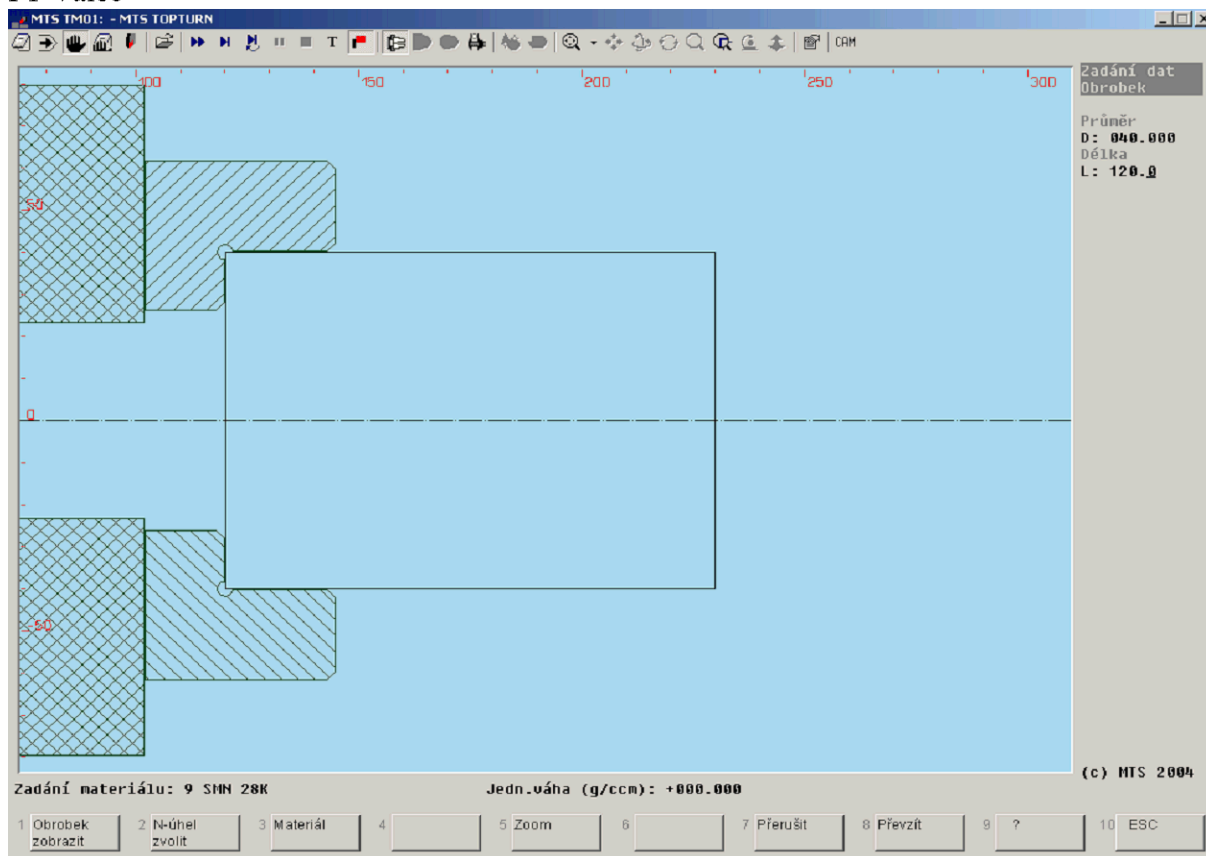 MTS TM01: - MTS TOPTURN
T
CAM
100 150 200 250 300
Zadání dat
Obrobek
Průměr
D: 040.000
Délka
L: 120.0
50
0
-50
(c) MTS 2004
Zadání materiálu: 9 SMN 28K Jedn.váha (g/ccm): +000.000
1 Obrobek zobrazit 2 N-úhel zvolit 3 Materiál 4 5 Zoom 6 7 Přerušit 8 Převzít 9 ? 10 ESC